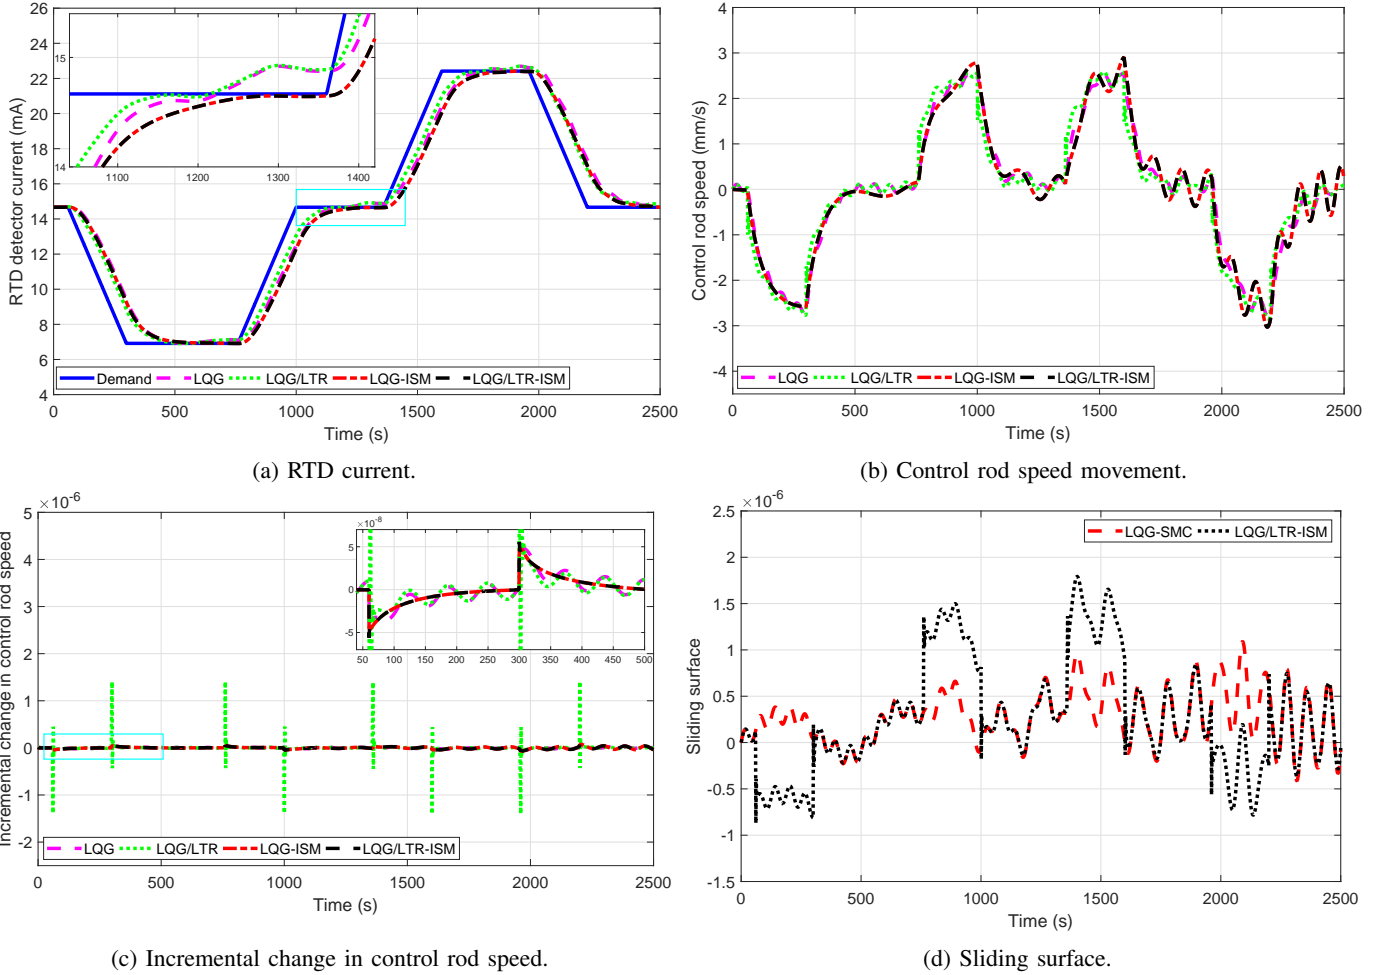 26
24
22
20
18
16
14
12
10
8
6
4
RTD detector current (mA)
15
14
1100 1200 1300 1400
Demand LQG LQG/LTR LQG-ISM LQG/LTR-ISM
0 500 1000 1500 2000 2500
Time (s)
(a) RTD current.
4
3
2
1
0
-1
-2
-3
-4
Control rod speed (mm/s)
LQG LQG/LTR LQG-ISM LQG/LTR-ISM
0 500 1000 1500 2000 2500
Time (s)
(b) Control rod speed movement.
×10-6
5
4
3
2
1
0
-1
-2
Incremental change in control rod speed
×10-8
5
0
-5
50 100 150 200 250 300 350 400 450 500
LQG LQG/LTR LQG-ISM LQG/LTR-ISM
0 500 1000 1500 2000 2500
Time (s)
(c) Incremental change in control rod speed.
×10-6
2.5
2
1.5
1
0.5
0
-0.5
-1
-1.5
Sliding surface
LQG-SMC LQG/LTR-ISM
0 500 1000 1500 2000 2500
Time (s)
(d) Sliding surface.